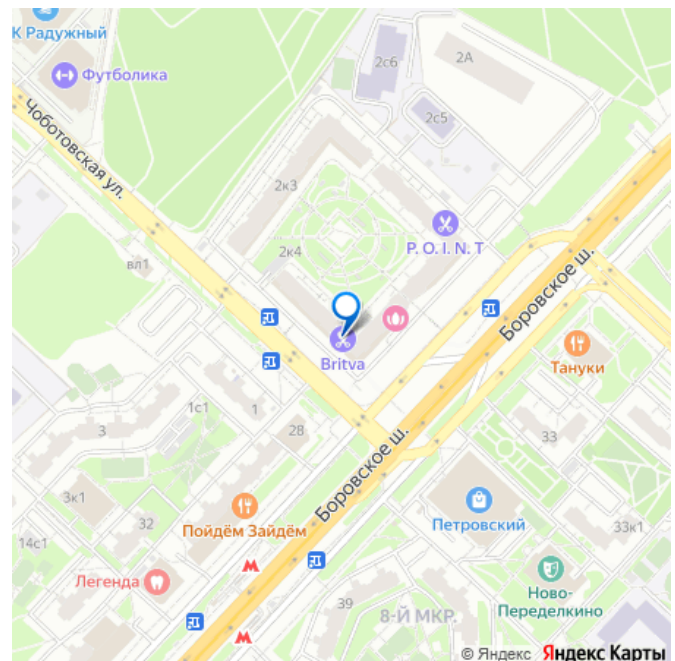 К Радужный
Футболика
2с6
2А
2с5
Чоботовская ул.
2к3
P. O. I. N. T
2к4
вл1
Боровское ш.
Britva
Тануки
1с1
1
3
28
33
Боровское ш.
3к1
32
Пойдём Зайдём
Петровский
33к1
14с1
Легенда
Ново-
Переделкино
39
8-Й МКР.
© Яндекс Яндекс Карты